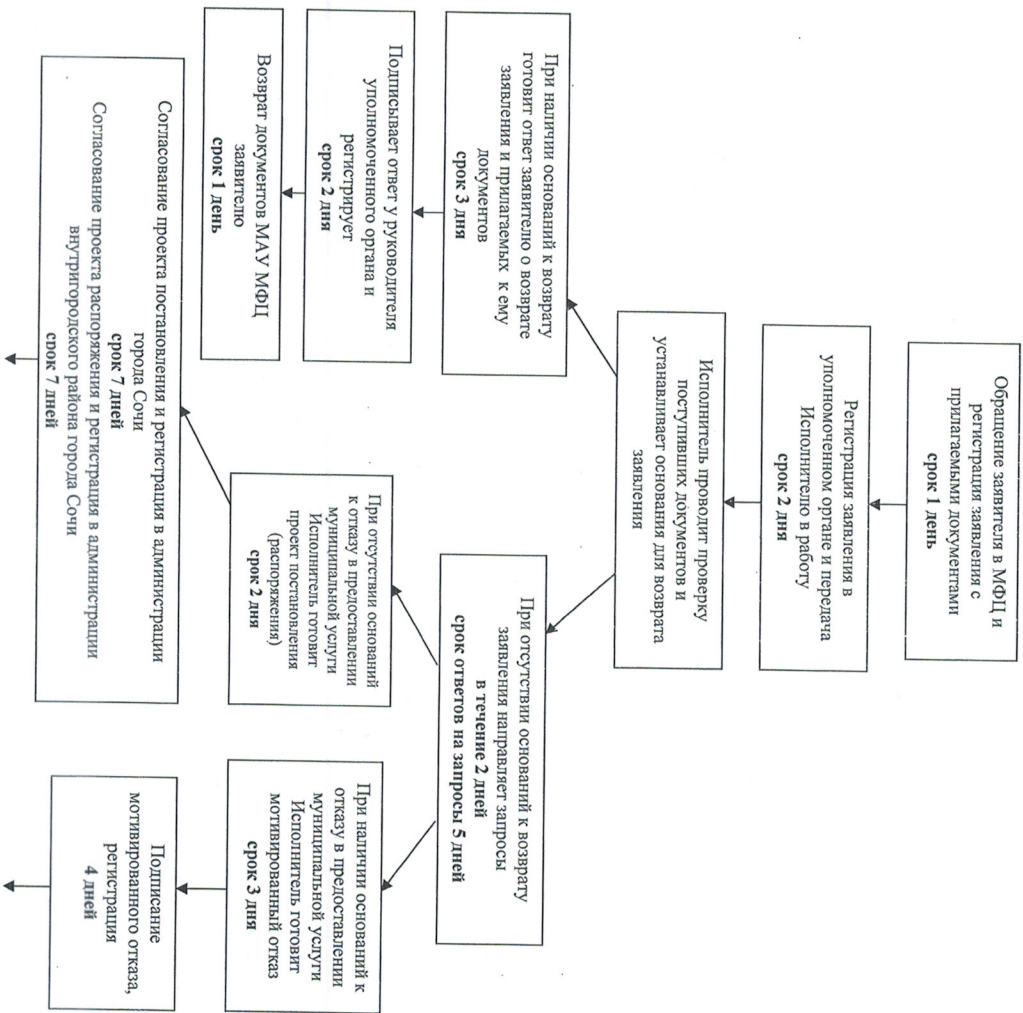 Обращение заявителя в МФЦ и
регистрация заявления с
прилагаемыми документами
срок 1 день
Регистрация заявления в
уполномоченном органе и передача
Исполнителю в работу
срок 2 дня
Исполнитель проводит проверку
поступивших документов и
устанавливает основания для возврата
заявления
При наличии оснований к возврату
готовит ответ заявителю о возврате
заявления и прилагаемых к ему
документов
срок 3 дня
Подписывает ответ у руководителя
уполномоченного органа и
регистрирует
срок 2 дня
Возврат документов МАУ МФЦ
заявителю
срок 1 день
При отсутствии оснований к возврату
заявления направляет запросы
в течение 2 дней
срок ответов на запросы 5 дней
При отсутствии оснований
к отказу в предоставлении
муниципальной услуги
Исполнитель готовит
проект постановления
(распоряжения)
срок 2 дня
Согласование проекта постановления и регистрация в администрации
города Сочи
срок 7 дней
Согласование проекта распоряжения и регистрация в администрации
внутригородского района города Сочи
срок 7 дней
При наличии оснований к
отказу в предоставлении
муниципальной услуги
Исполнитель готовит
мотивированный отказ
срок 3 дня
Подписание
мотивированного отказа,
регистрация
4 дней